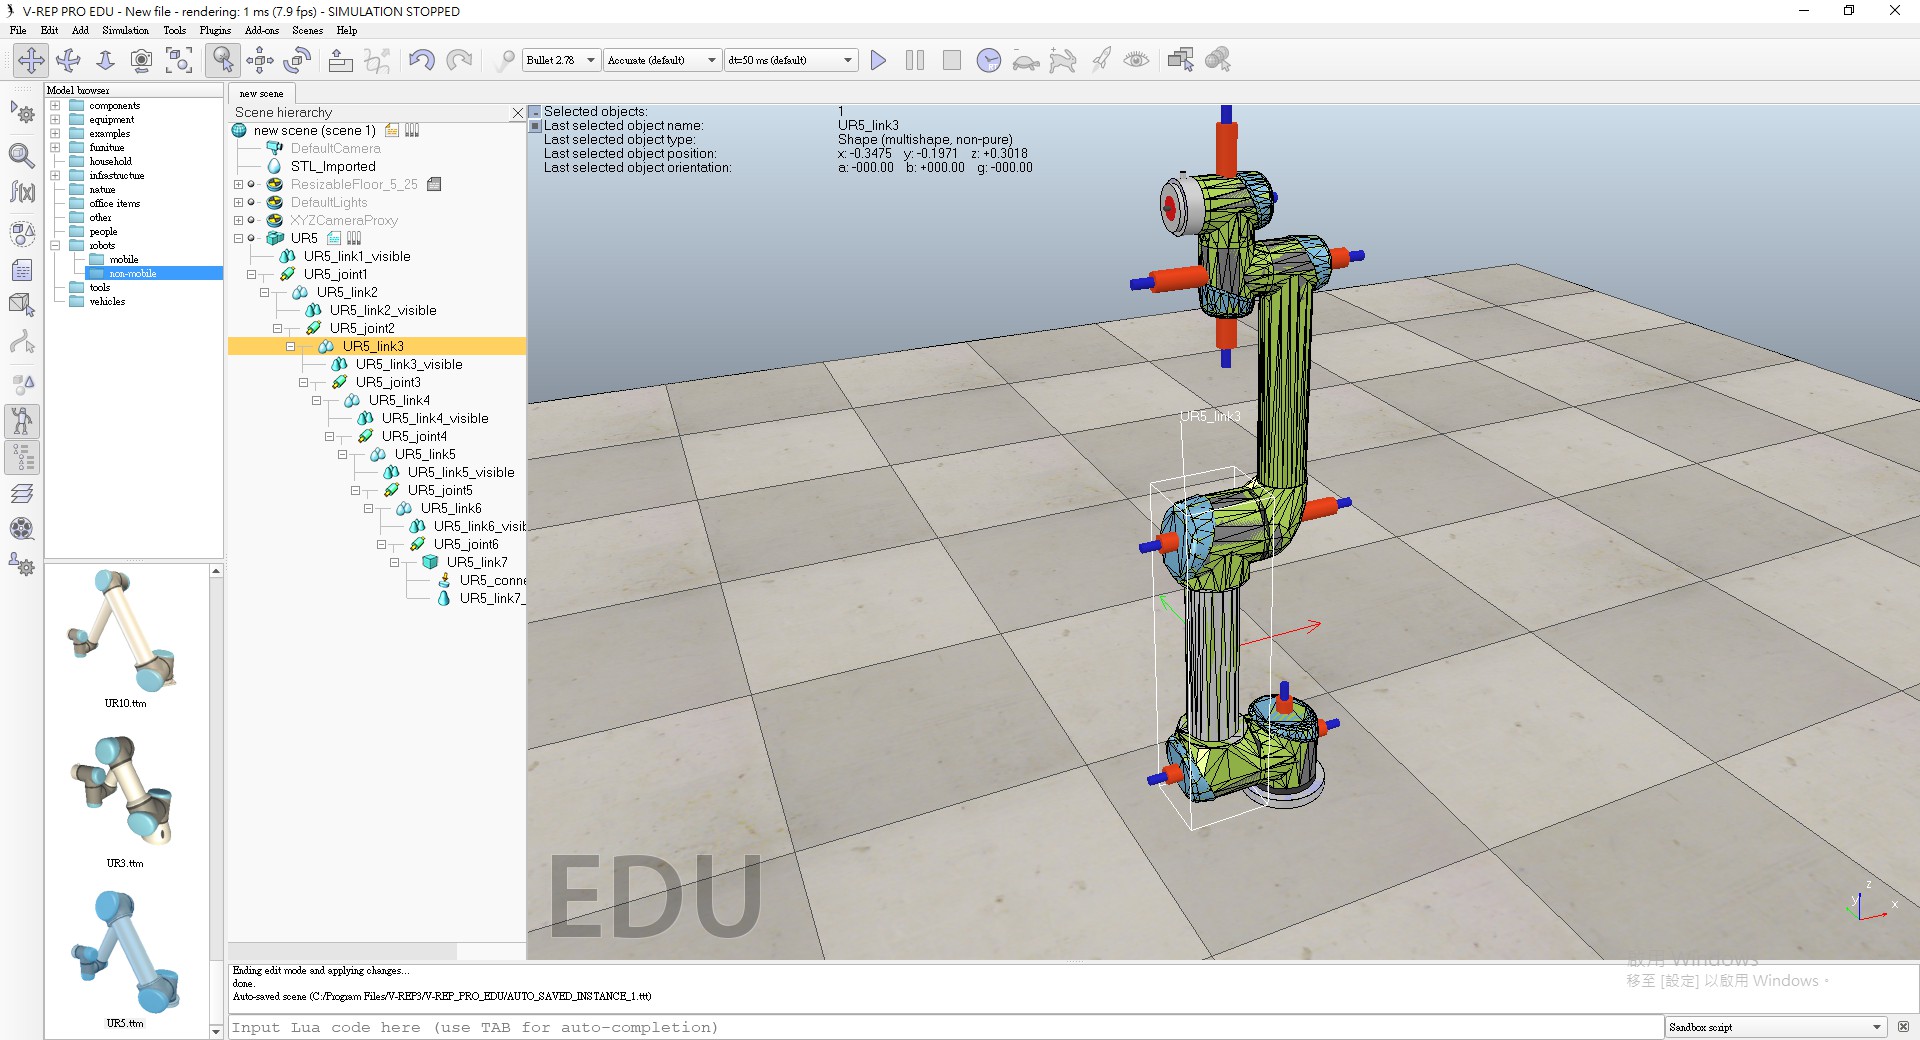 V-REP PRO EDU - New file - rendering: 1 ms (7.9 fps) - SIMULATION STOPPED
File Edit Add Simulation Tools Plugins Add-ons Scenes Help
Bullet 2.78 Accurate (default) dt=50 ms (default)
Model browser
components
equipment
examples
furniture
household
infrastructure
nature
office items
other
people
robots
mobile
non-mobile
tools
vehicles
UR10.ttm
UR3.ttm
UR5.ttm
new scene
Scene hierarchy
new scene (scene 1)
DefaultCamera
STL_Imported
ResizableFloor_5_25
DefaultLights
XYZCameraProxy
UR5
UR5_link1_visible
UR5_joint1
UR5_link2
UR5_link2_visible
UR5_joint2
UR5_link3
UR5_link3_visible
UR5_joint3
UR5_link4
UR5_link4_visible
UR5_joint4
UR5_link5
UR5_link5_visible
UR5_joint5
UR5_link6
UR5_link6_visib
UR5_joint6
UR5_link7
UR5_conne
UR5_link7_
Selected objects: 1
Last selected object name: UR5_link3
Last selected object type: Shape (multishape, non-pure)
Last selected object position: x: -0.3475 y: -0.1971 z: +0.3018
Last selected object orientation: a: -000.00 b: +000.00 g: -000.00
UR5_link3
EDU
z
y
x
啟用 Windows
移至 [設定] 以啟用 Windows。
Ending edit mode and applying changes...
done.
Auto-saved scene (C:/Program Files/V-REP3/V-REP_PRO_EDU/AUTO_SAVED_INSTANCE_1.ttt)
Input Lua code here (use TAB for auto-completion)
Sandbox script